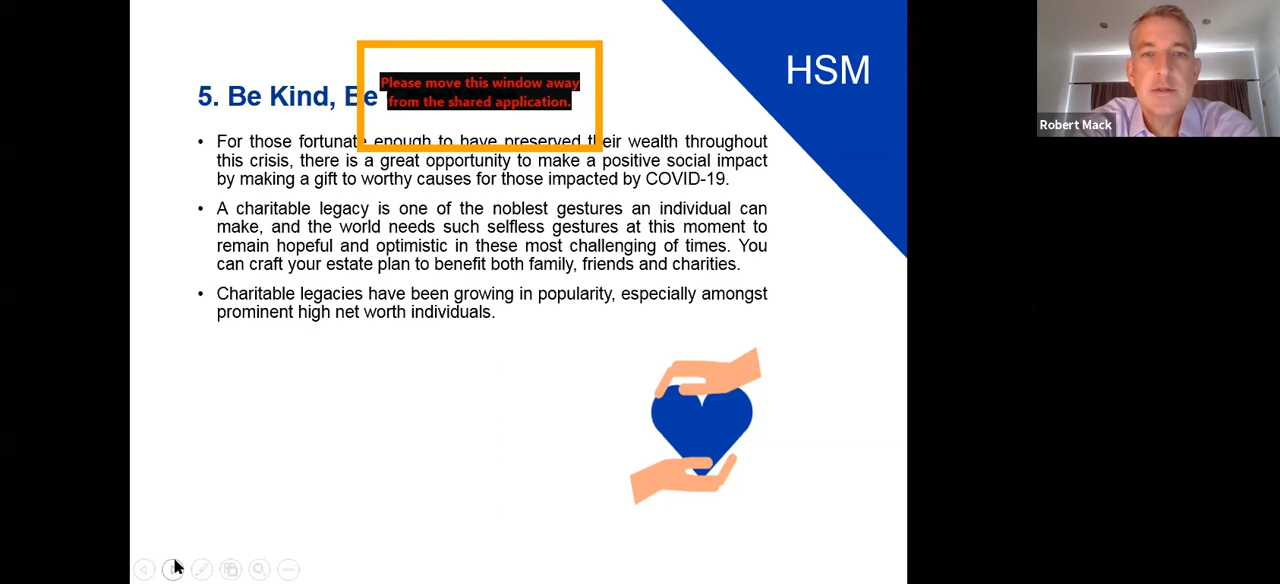 HSM
Robert Mack
5. Be Kind, Be
Please move this window away
from the shared application.
• For those fortunate enough to have preserved their wealth throughout
this crisis, there is a great opportunity to make a positive social impact
by making a gift to worthy causes for those impacted by COVID-19.
• A charitable legacy is one of the noblest gestures an individual can
make, and the world needs such selfless gestures at this moment to
remain hopeful and optimistic in these most challenging of times. You
can craft your estate plan to benefit both family, friends and charities.
• Charitable legacies have been growing in popularity, especially amongst
prominent high net worth individuals.